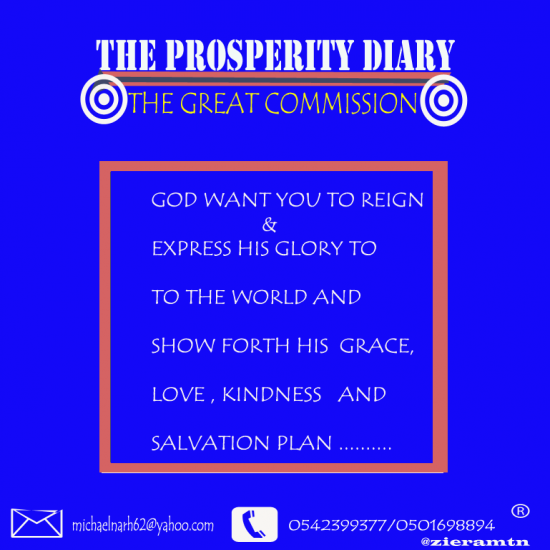 THE PROSPERITY DIARY
THE GREAT COMMISSION
GOD WANT YOU TO REIGN
&
EXPRESS HIS GLORY TO
TO THE WORLD AND
SHOW FORTH HIS GRACE,
LOVE , KINDNESS AND
SALVATION PLAN ..........
michaelnarh62@yahoo.com
0542399377/0501698894
®
@zieramtn